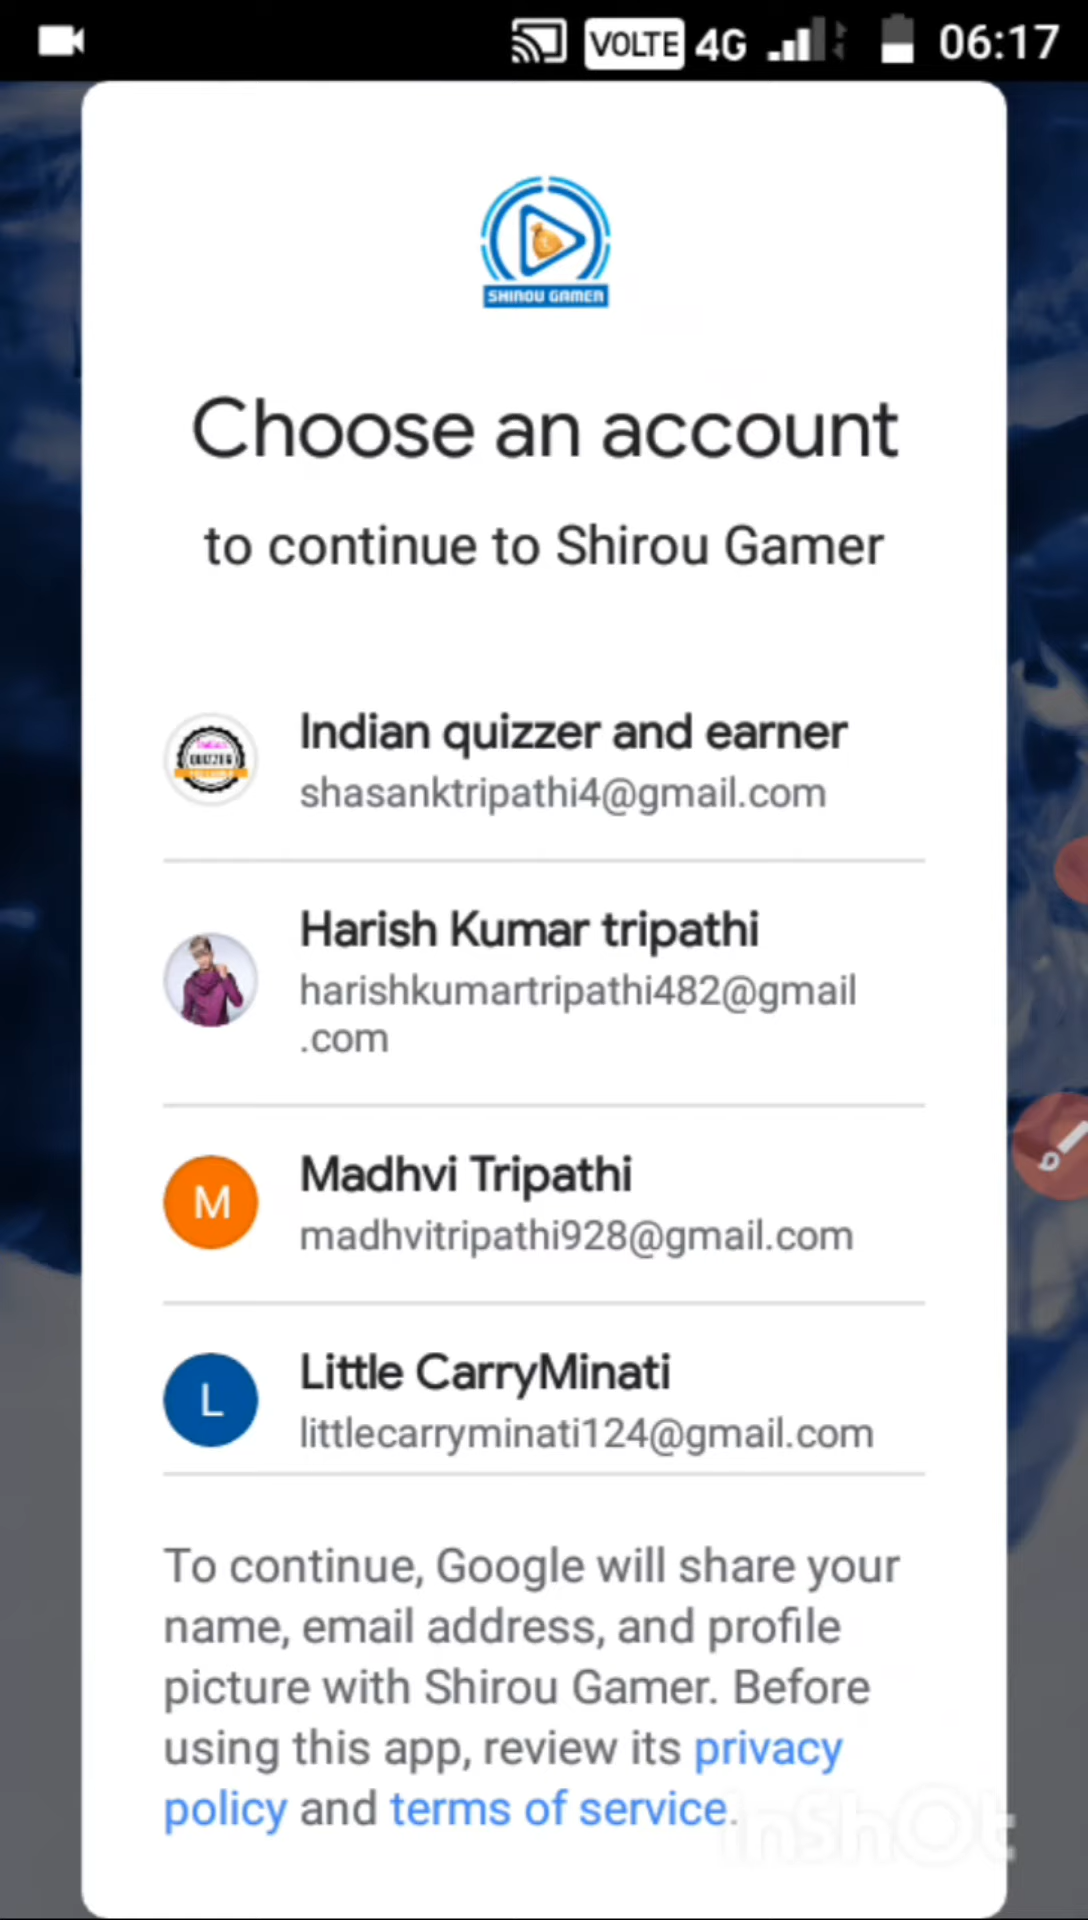 VOLTE 4G 06:17
SHIROU GAMER
Choose an account
to continue to Shirou Gamer
Indian quizzer and earner
QUIZZER
shasanktripathi4@gmail.com
Harish Kumar tripathi
harishkumartripathi482@gmail
.com
M
Madhvi Tripathi
madhvitripathi928@gmail.com
L
Little CarryMinati
littlecarryminati124@gmail.com
To continue, Google will share your
name, email address, and profile
picture with Shirou Gamer. Before
using this app, review its privacy
policy and terms of service.
InShOt